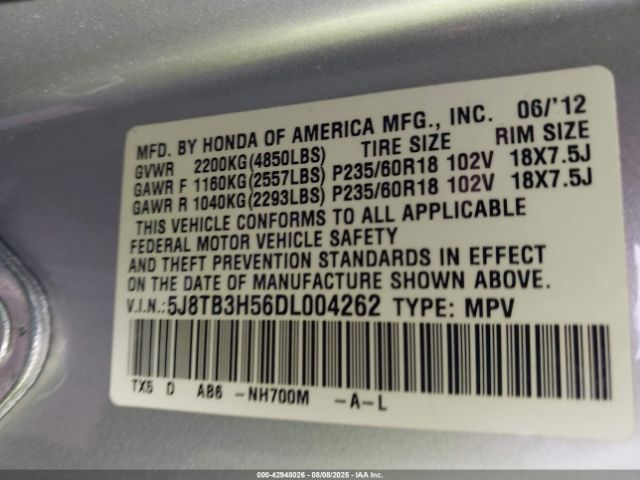 MFD. BY HONDA OF AMERICA MFG., INC. 06/'12
GVWR 2200KG(4850LBS) TIRE SIZE RIM SIZE
GAWR F 1160KG(2557LBS) P235/60R18 102V 18X7.5J
GAWR R 1040KG(2293LBS) P235/60R18 102V 18X7.5J
THIS VEHICLE CONFORMS TO ALL APPLICABLE
FEDERAL MOTOR VEHICLE SAFETY
AND THEFT PREVENTION STANDARDS IN EFFECT
ON THE DATE OF MANUFACTURE SHOWN ABOVE.
V.I.N.:5J8TB3H56DL004262 TYPE: MPV
TX5 D AB6 -NH700M -A-L
000-42948026 - 08/08/2025 - IAA Inc.